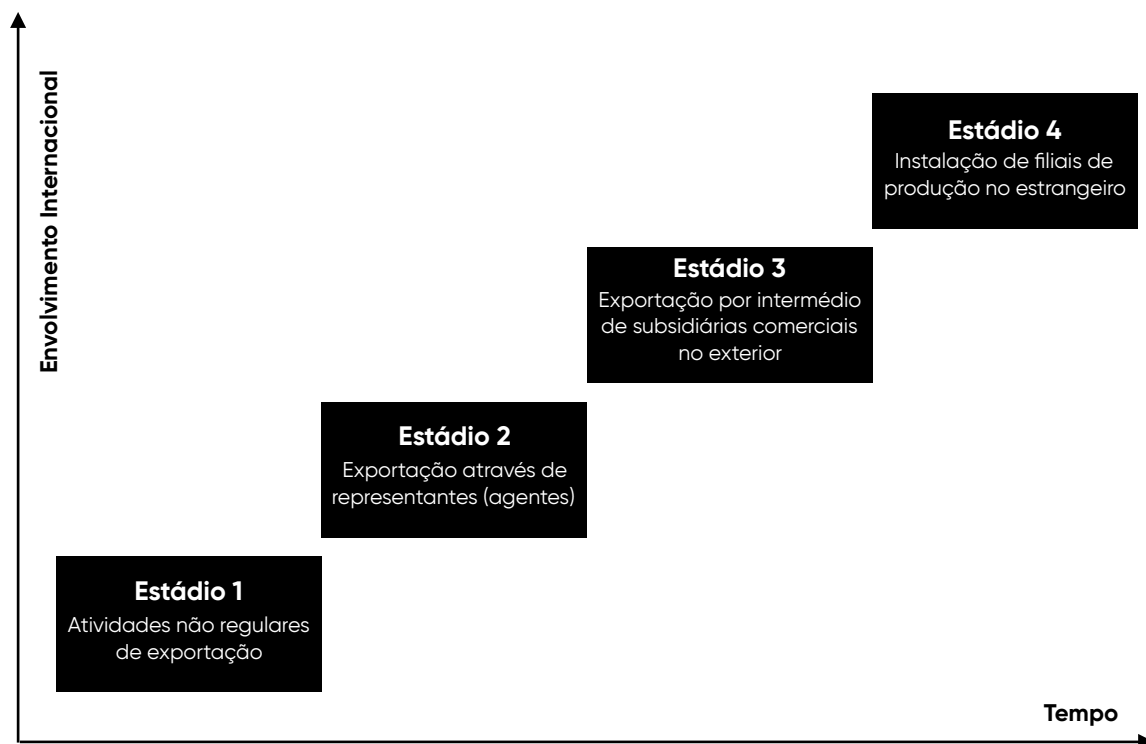 Envolvimento Internacional
Estádio 4
Instalação de filiais de
produção no estrangeiro
Estádio 3
Exportação por intermédio
de subsidiárias comerciais
no exterior
Estádio 2
Exportação através de
representantes (agentes)
Estádio 1
Atividades não regulares
de exportação
Tempo